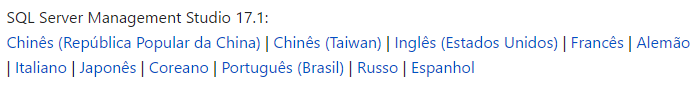 SQL Server Management Studio 17.1:
Chinês (República Popular da China) | Chinês (Taiwan) | Inglês (Estados Unidos) | Francês | Alemão
| Italiano | Japonês | Coreano | Português (Brasil) | Russo | Espanhol